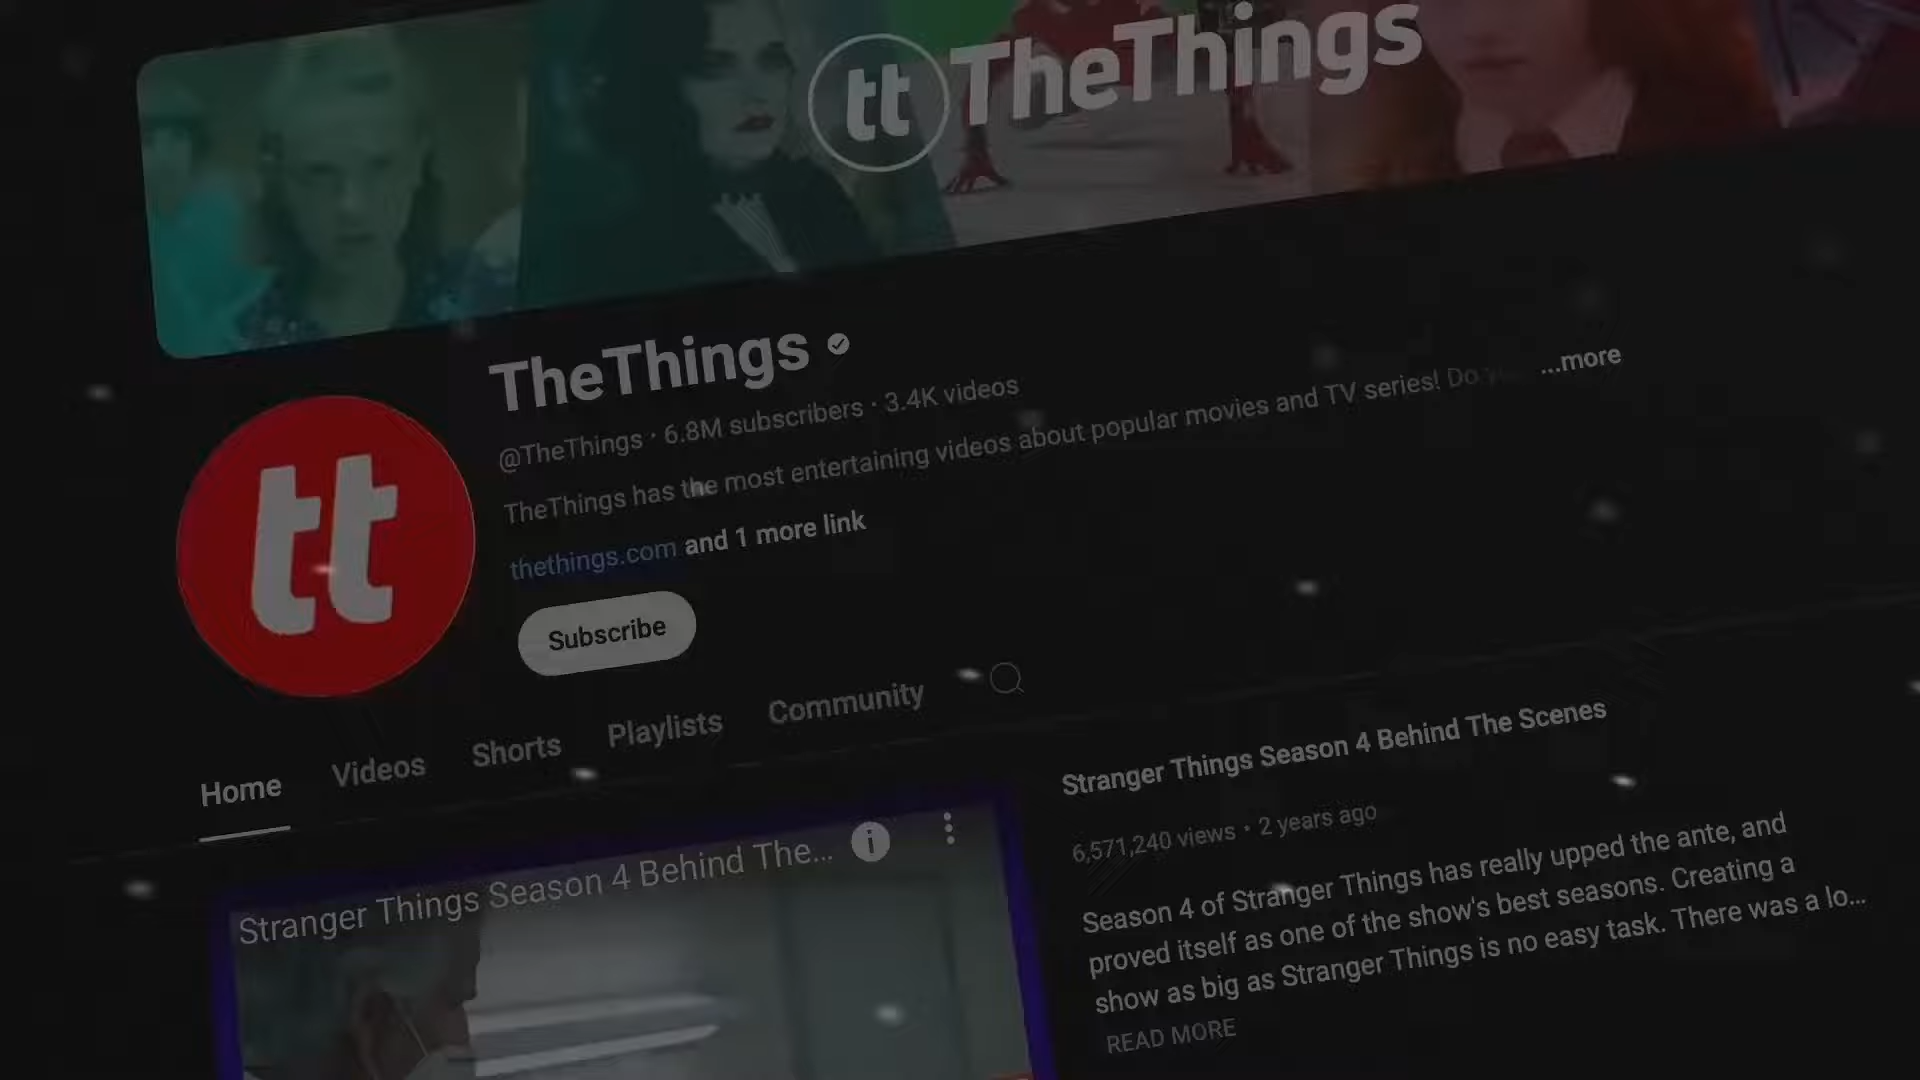 tt TheThings
TheThings
@TheThings · 6.8M subscribers · 3.4K videos
TheThings has the most entertaining videos about popular movies and TV series! Do ...more
thethings.com and 1 more link
tt
Subscribe
Home Videos Shorts Playlists Community
Stranger Things Season 4 Behind The...
Stranger Things Season 4 Behind The Scenes
6,571,240 views · 2 years ago
Season 4 of Stranger Things has really upped the ante, and
proved itself as one of the show's best seasons. Creating a
show as big as Stranger Things is no easy task. There was a lo...
READ MORE